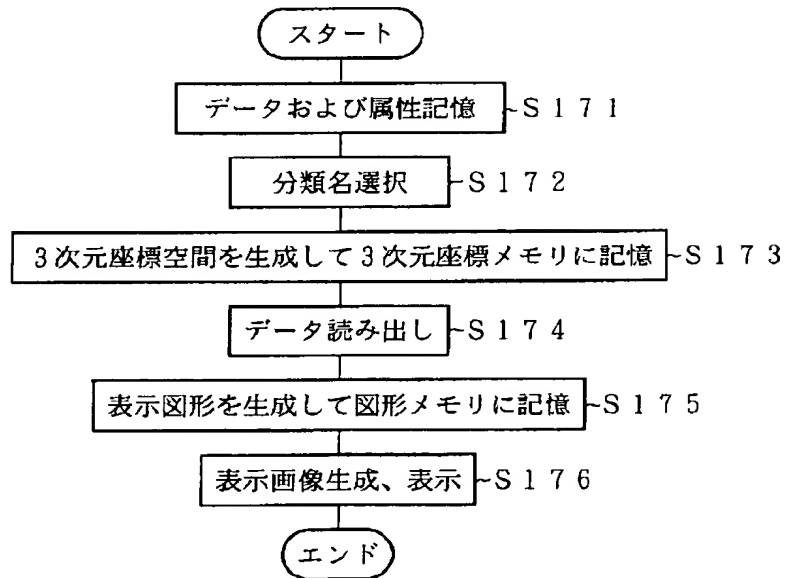 スタート
データおよび属性記憶 ~S171
分類名選択 ~S172
3次元座標空間を生成して3次元座標メモリに記憶 ~S173
データ読み出し ~S174
表示図形を生成して図形メモリに記憶 ~S175
表示画像生成、表示 ~S176
エンド